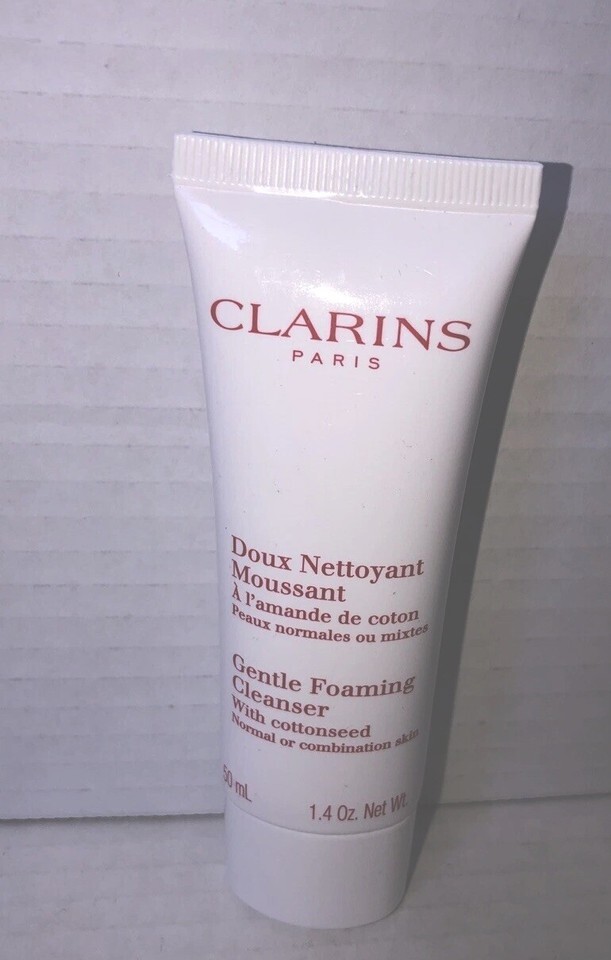 CLARINS
PARIS
Doux Nettoyant
Moussant
À l'amande de coton
Peaux normales ou mixtes
Gentle Foaming
Cleanser
With cottonseed
Normal or combination skin
50 mL
1.4 Oz. Net Wt.